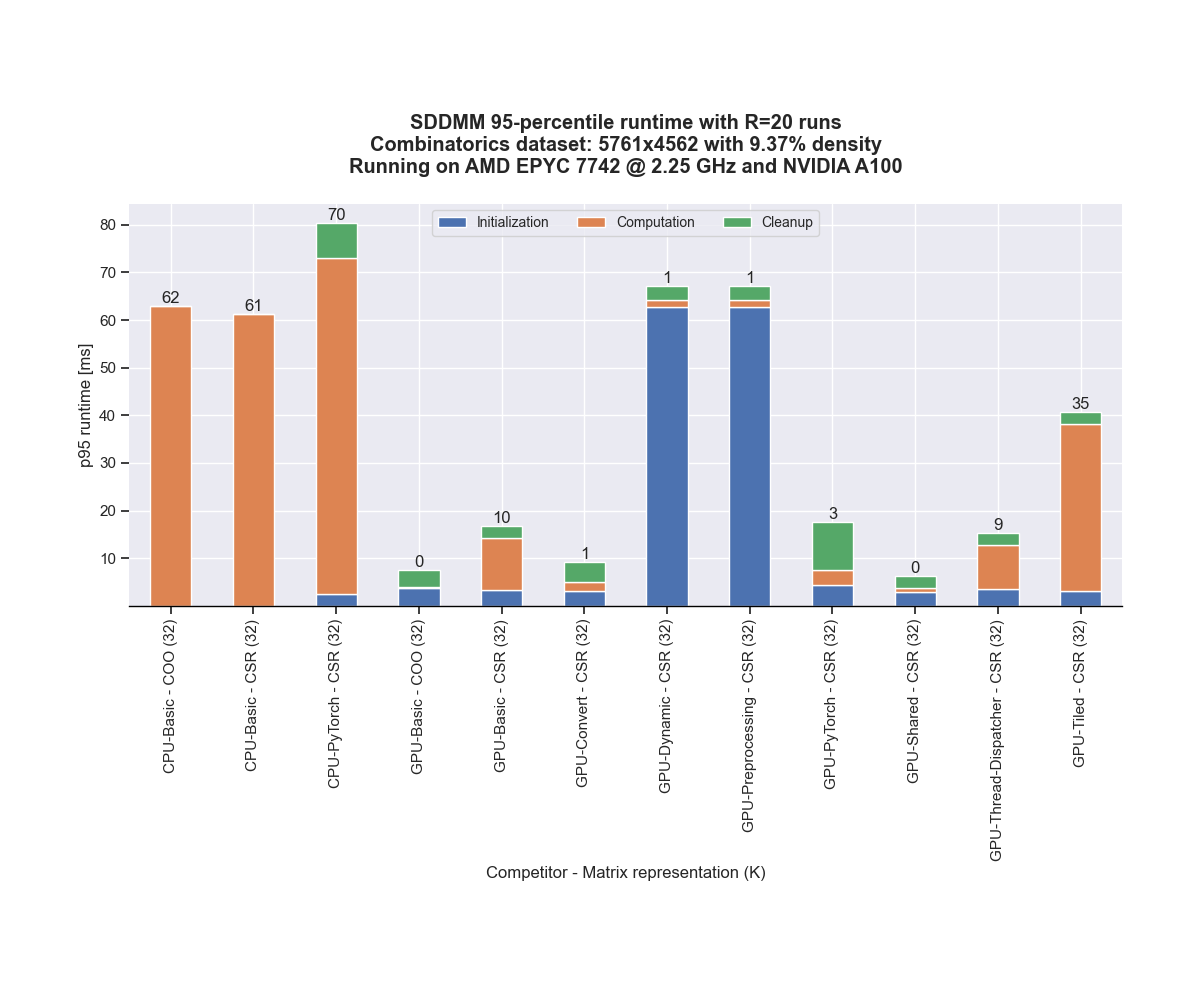 SDDMM 95-percentile runtime with R=20 runs
Combinatorics dataset: 5761x4562 with 9.37% density
Running on AMD EPYC 7742 @ 2.25 GHz and NVIDIA A100
Initialization
Computation
Cleanup
p95 runtime [ms]
80
70
60
50
40
30
20
10
62
61
70
0
10
1
1
1
3
0
9
35
CPU-Basic - COO (32)
CPU-Basic - CSR (32)
CPU-PyTorch - CSR (32)
GPU-Basic - COO (32)
GPU-Basic - CSR (32)
GPU-Convert - CSR (32)
GPU-Dynamic - CSR (32)
GPU-Preprocessing - CSR (32)
GPU-PyTorch - CSR (32)
GPU-Shared - CSR (32)
GPU-Thread-Dispatcher - CSR (32)
GPU-Tiled - CSR (32)
Competitor - Matrix representation (K)